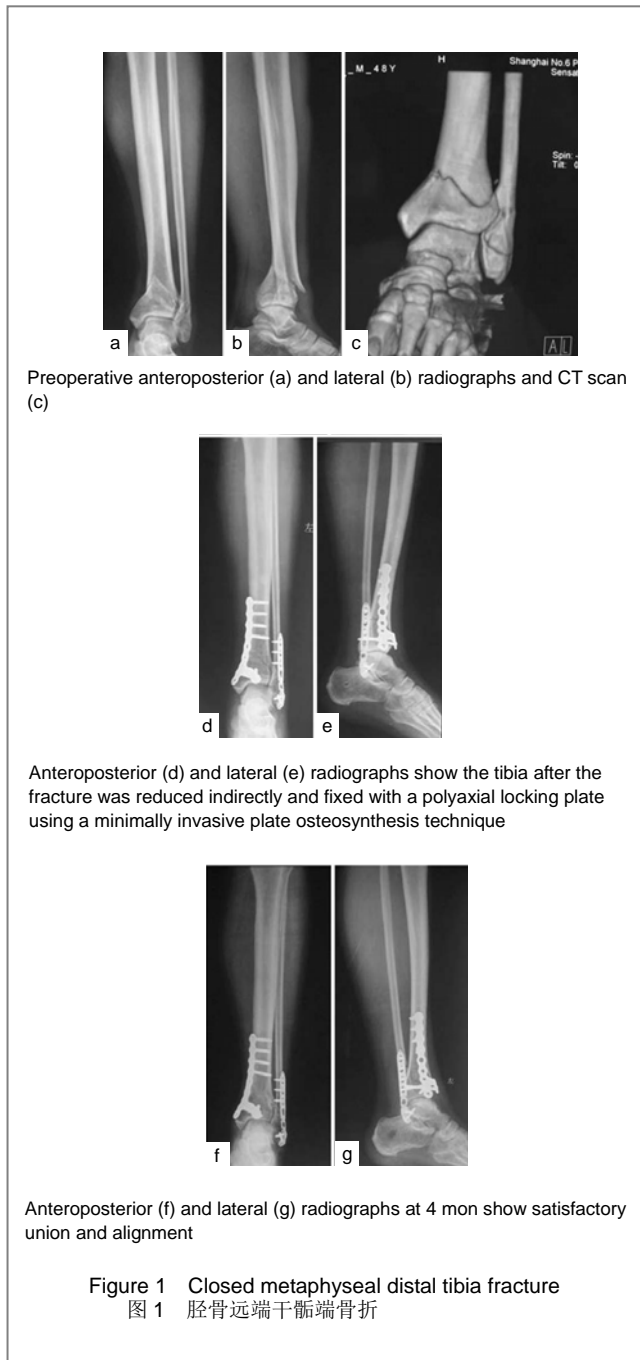 _M_48Y
H
Shanghai No.6 P
Sensat
Spin: -
Tilt:
a
b
c
A L
Preoperative anteroposterior (a) and lateral (b) radiographs and CT scan
(c)
左
d
e
Anteroposterior (d) and lateral (e) radiographs show the tibia after the
fracture was reduced indirectly and fixed with a polyaxial locking plate
using a minimally invasive plate osteosynthesis technique
f
g
Anteroposterior (f) and lateral (g) radiographs at 4 mon show satisfactory
union and alignment
Figure 1 Closed metaphyseal distal tibia fracture
图 1 胫骨远端干骺端骨折